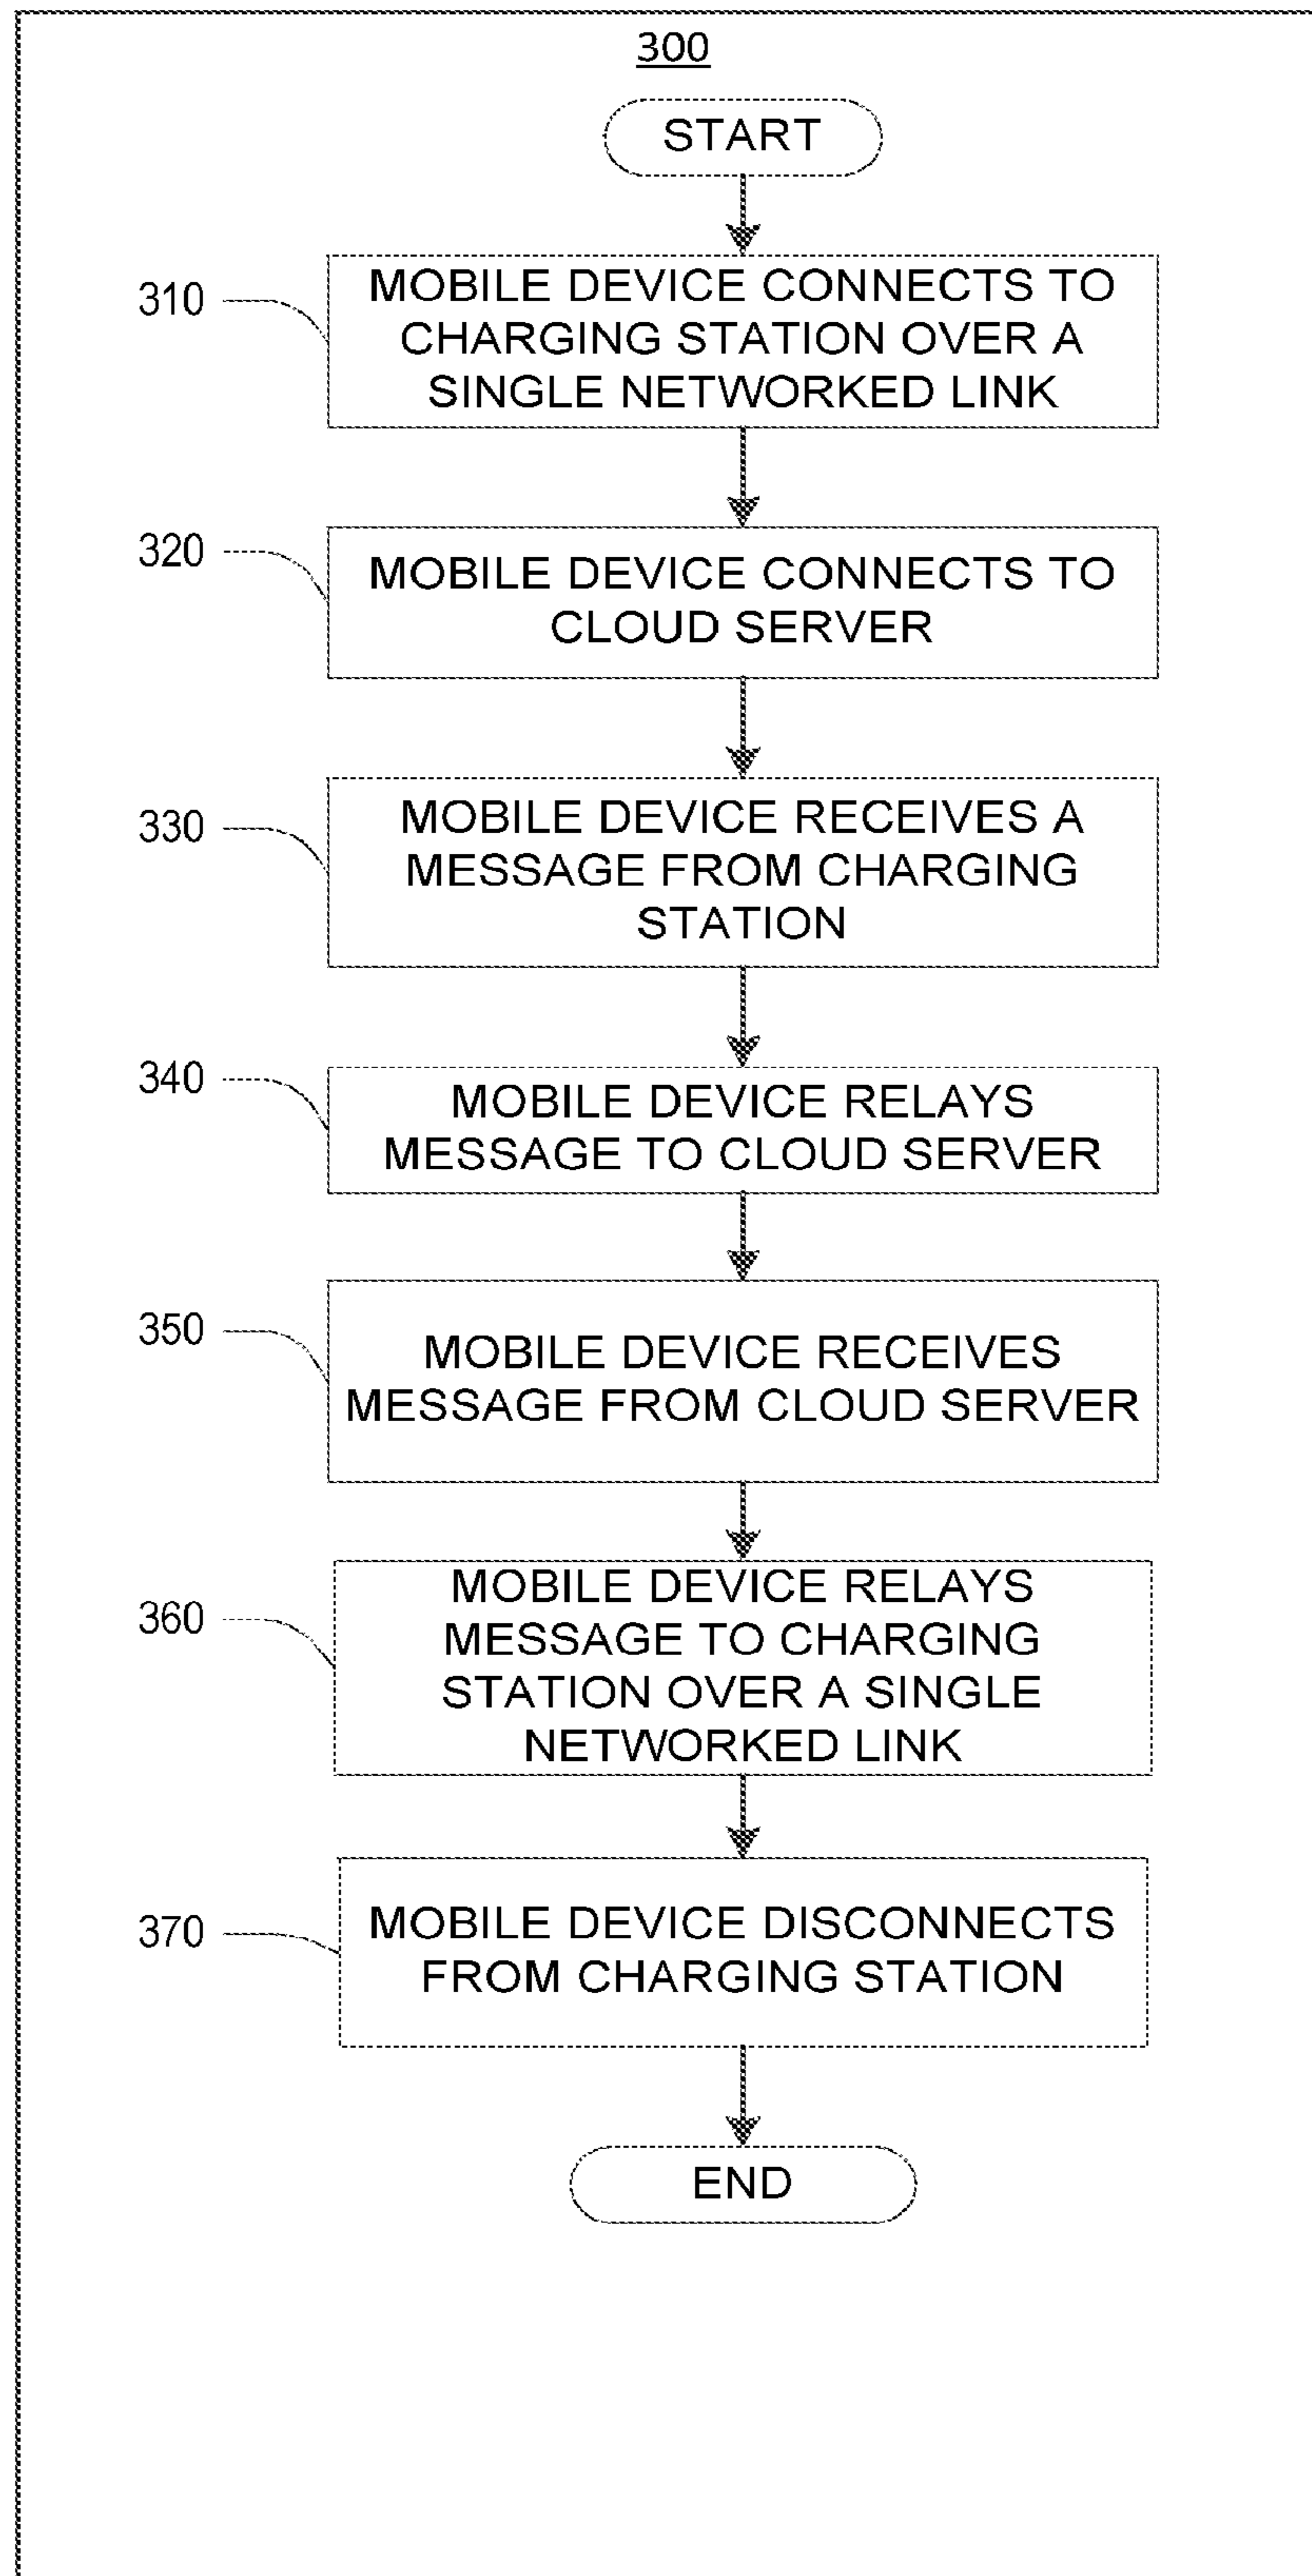 300
START
310
MOBILE DEVICE CONNECTS TO
CHARGING STATION OVER A
SINGLE NETWORKED LINK
320
MOBILE DEVICE CONNECTS TO
CLOUD SERVER
330
MOBILE DEVICE RECEIVES A
MESSAGE FROM CHARGING
STATION
340
MOBILE DEVICE RELAYS
MESSAGE TO CLOUD SERVER
350
MOBILE DEVICE RECEIVES
MESSAGE FROM CLOUD SERVER
360
MOBILE DEVICE RELAYS
MESSAGE TO CHARGING
STATION OVER A SINGLE
NETWORKED LINK
370
MOBILE DEVICE DISCONNECTS
FROM CHARGING STATION
END